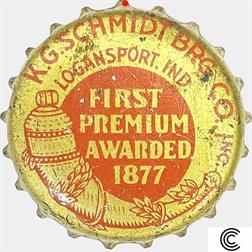 K.G. SCHMIDT BRG. CO. INC.
LOGANSPORT, IND.
FIRST
PREMIUM
AWARDED
1877